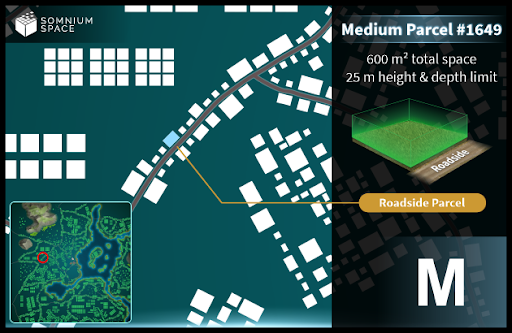 SOMNIUM
SPACE
Medium Parcel #1649
600 m² total space
25 m height & depth limit
Roadside
Roadside Parcel
M